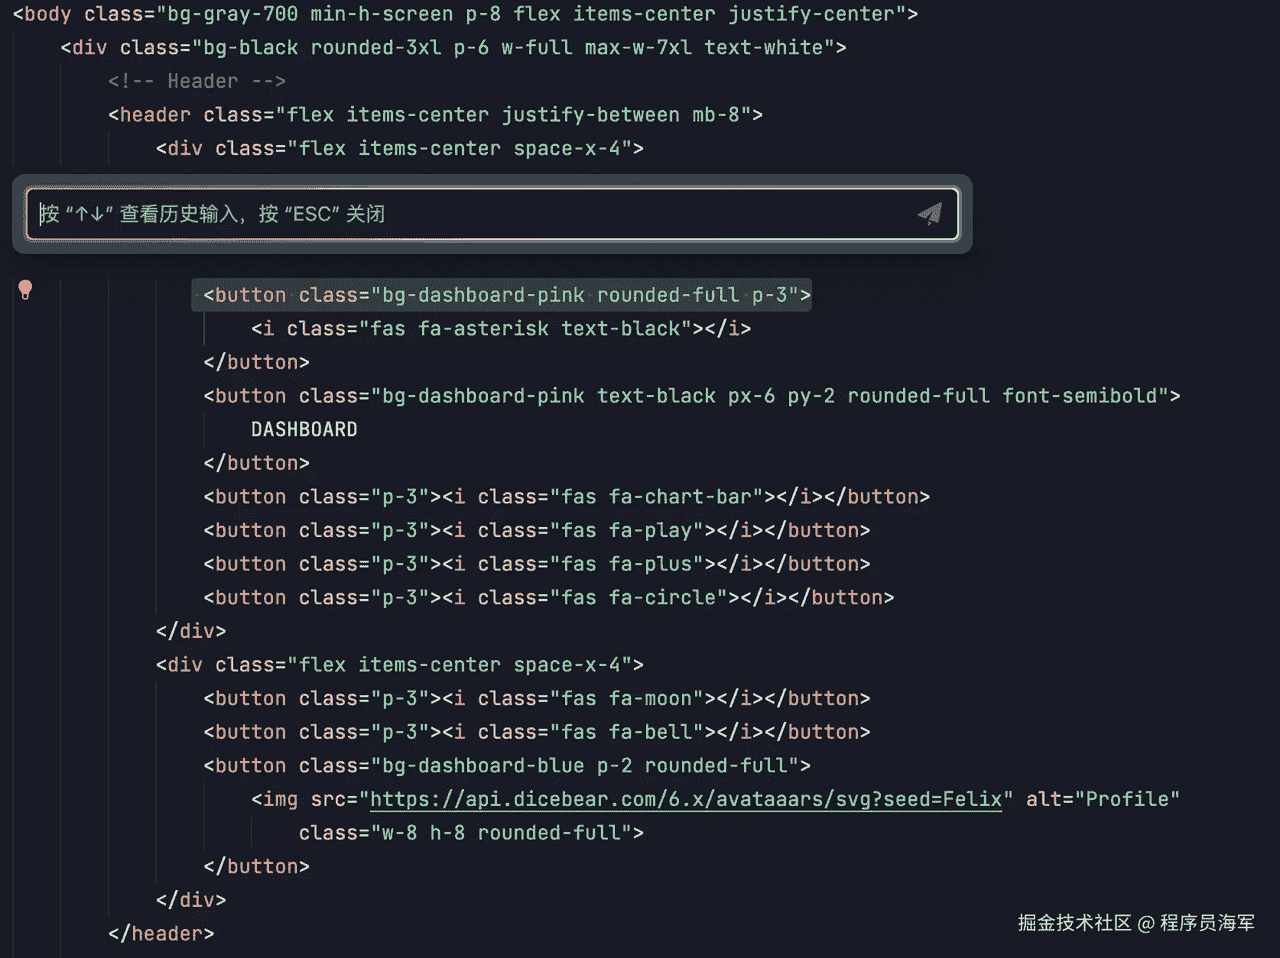 <body class="bg-gray-700 min-h-screen p-8 flex items-center justify-center">
<div class="bg-black rounded-3xl p-6 w-full max-w-7xl text-white">
<!-- Header -->
<header class="flex items-center justify-between mb-8">
<div class="flex items-center space-x-4">
按 “↑↓” 查看历史输入，按 “ESC” 关闭
<button class="bg-dashboard-pink rounded-full p-3">
<i class="fas fa-asterisk text-black"></i>
</button>
<button class="bg-dashboard-pink text-black px-6 py-2 rounded-full font-semibold">
DASHBOARD
</button>
<button class="p-3"><i class="fas fa-chart-bar"></i></button>
<button class="p-3"><i class="fas fa-play"></i></button>
<button class="p-3"><i class="fas fa-plus"></i></button>
<button class="p-3"><i class="fas fa-circle"></i></button>
</div>
<div class="flex items-center space-x-4">
<button class="p-3"><i class="fas fa-moon"></i></button>
<button class="p-3"><i class="fas fa-bell"></i></button>
<button class="bg-dashboard-blue p-2 rounded-full">
<img src="https://api.dicebear.com/6.x/avataaars/svg?seed=Felix" alt="Profile"
class="w-8 h-8 rounded-full">
</button>
</div>
</header>
掘金技术社区 @ 程序员海军